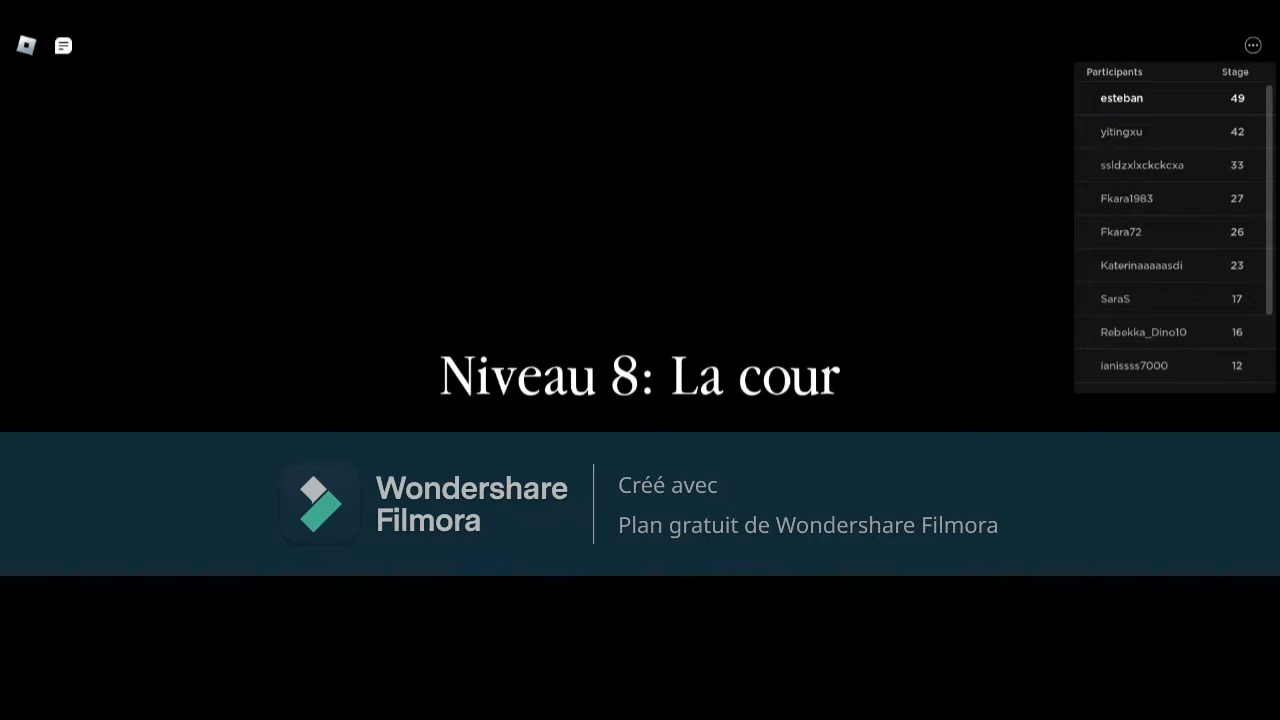 Participants Stage
esteban 49
yitingxu 42
ssldzxlxckckcxa 33
Fkara1983 27
Fkara72 26
Katerinaaaaasdi 23
SaraS 17
Rebekka_Dino10 16
ianissss7000 12
Niveau 8: La cour
Wondershare
Filmora
Créé avec
Plan gratuit de Wondershare Filmora